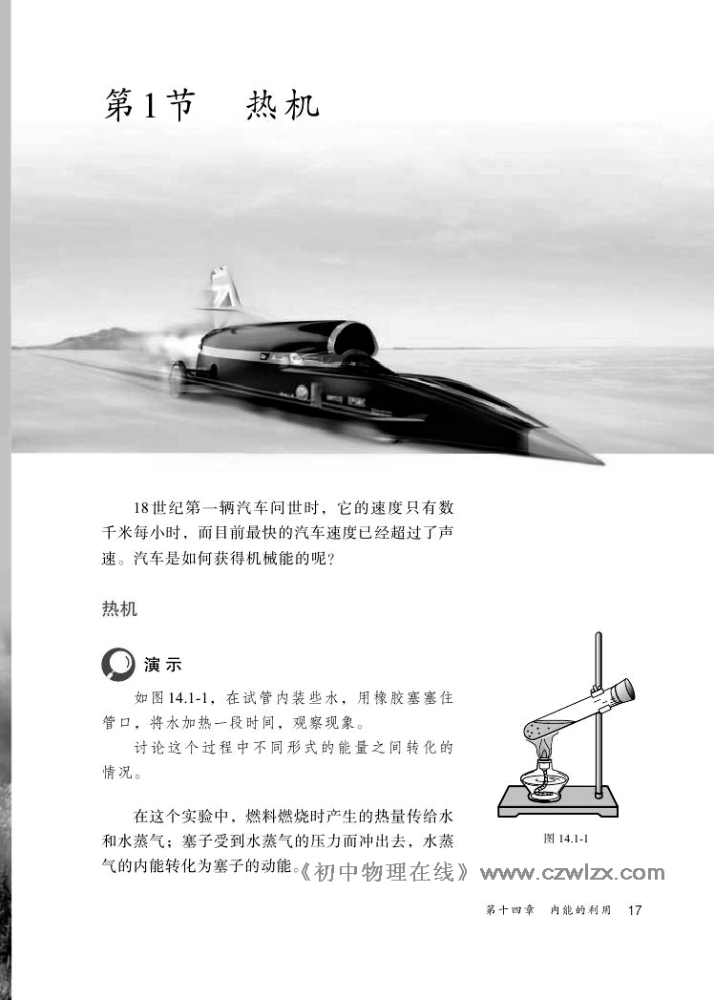 第1节 热机
18世纪第一辆汽车问世时，它的速度只有数
千米每小时，而目前最快的汽车速度已经超过了声
速。汽车是如何获得机械能的呢？
热机
演示
如图14.1-1，在试管内装些水，用橡胶塞塞住
管口，将水加热一段时间，观察现象。
讨论这个过程中不同形式的能量之间转化的
情况。
在这个实验中，燃料燃烧时产生的热量传给水
和水蒸气；塞子受到水蒸气的压力而冲出去，水蒸
气的内能转化为塞子的动能。
图 14.1-1
《初中物理在线》www.czwlzx.com
第十四章 内能的利用 17